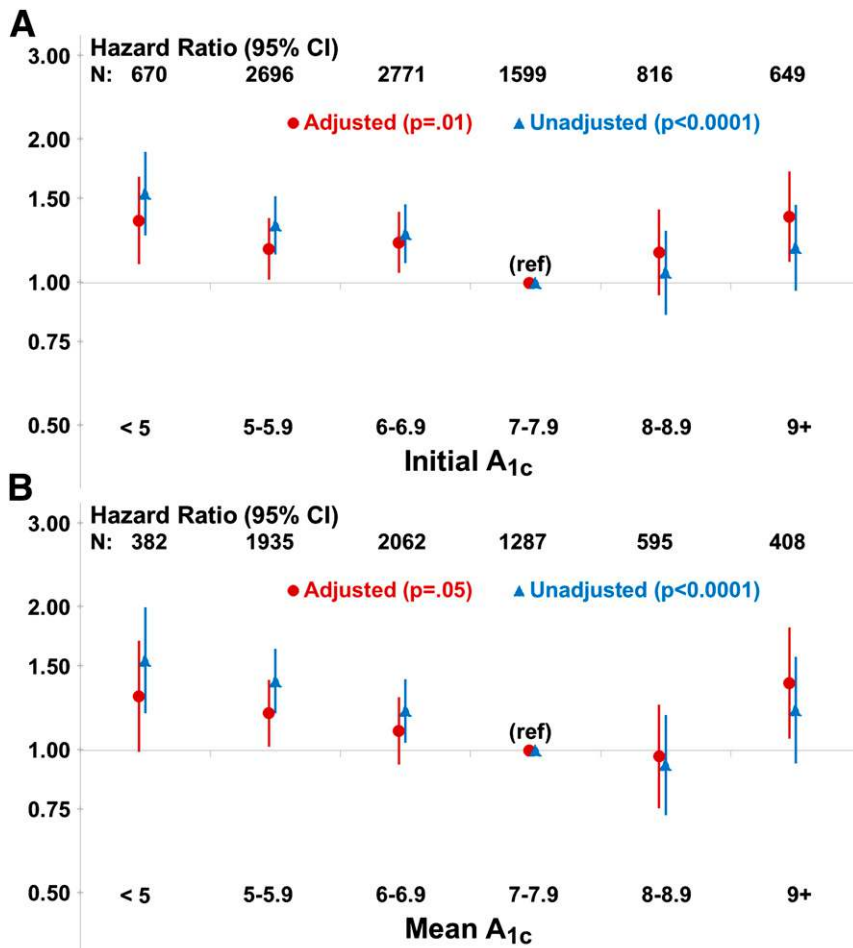 A
Hazard Ratio (95% CI)
N: 670 2696 2771 1599 816 649
Adjusted (p=.01) Unadjusted (p<0.0001)
3.00
2.00
1.50
1.00
0.75
0.50
(ref)
< 5 5-5.9 6-6.9 7-7.9 8-8.9 9+
Initial A1c
B
Hazard Ratio (95% CI)
N: 382 1935 2062 1287 595 408
Adjusted (p=.05) Unadjusted (p<0.0001)
3.00
2.00
1.50
1.00
0.75
0.50
(ref)
< 5 5-5.9 6-6.9 7-7.9 8-8.9 9+
Mean A1c